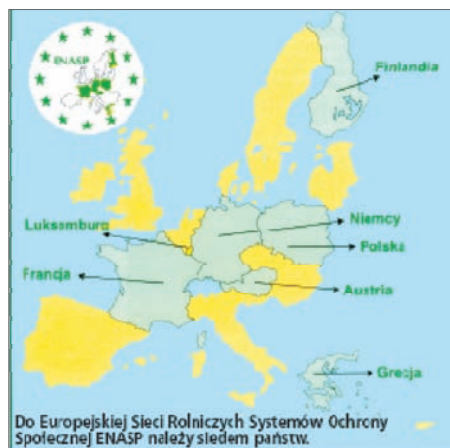 ENASP
Finlandia
Luksemburg
Niemcy
Polska
Francja
Austria
Grecja
Do Europejskiej Sieci Rolniczych Systemów Ochrony
Społecznej ENASP należy siedem państw.